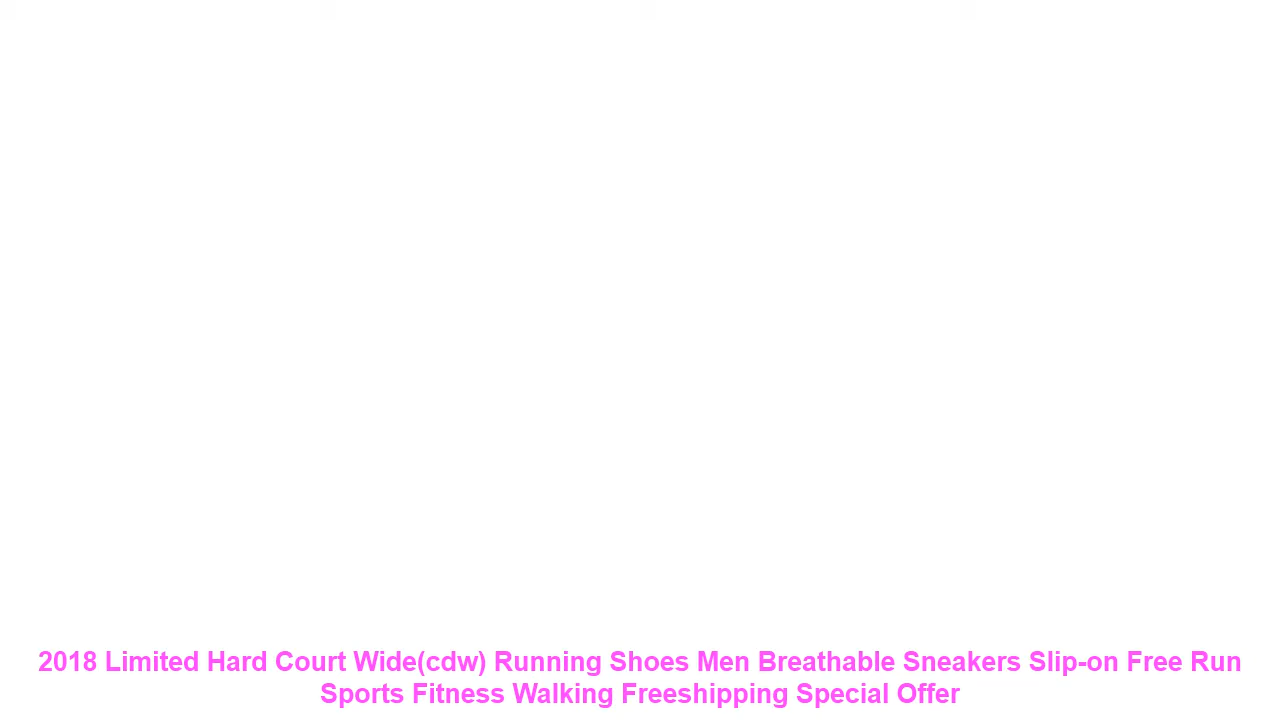 2018 Limited Hard Court Wide(cdw) Running Shoes Men Breathable Sneakers Slip-on Free Run
Sports Fitness Walking Freeshipping Special Offer